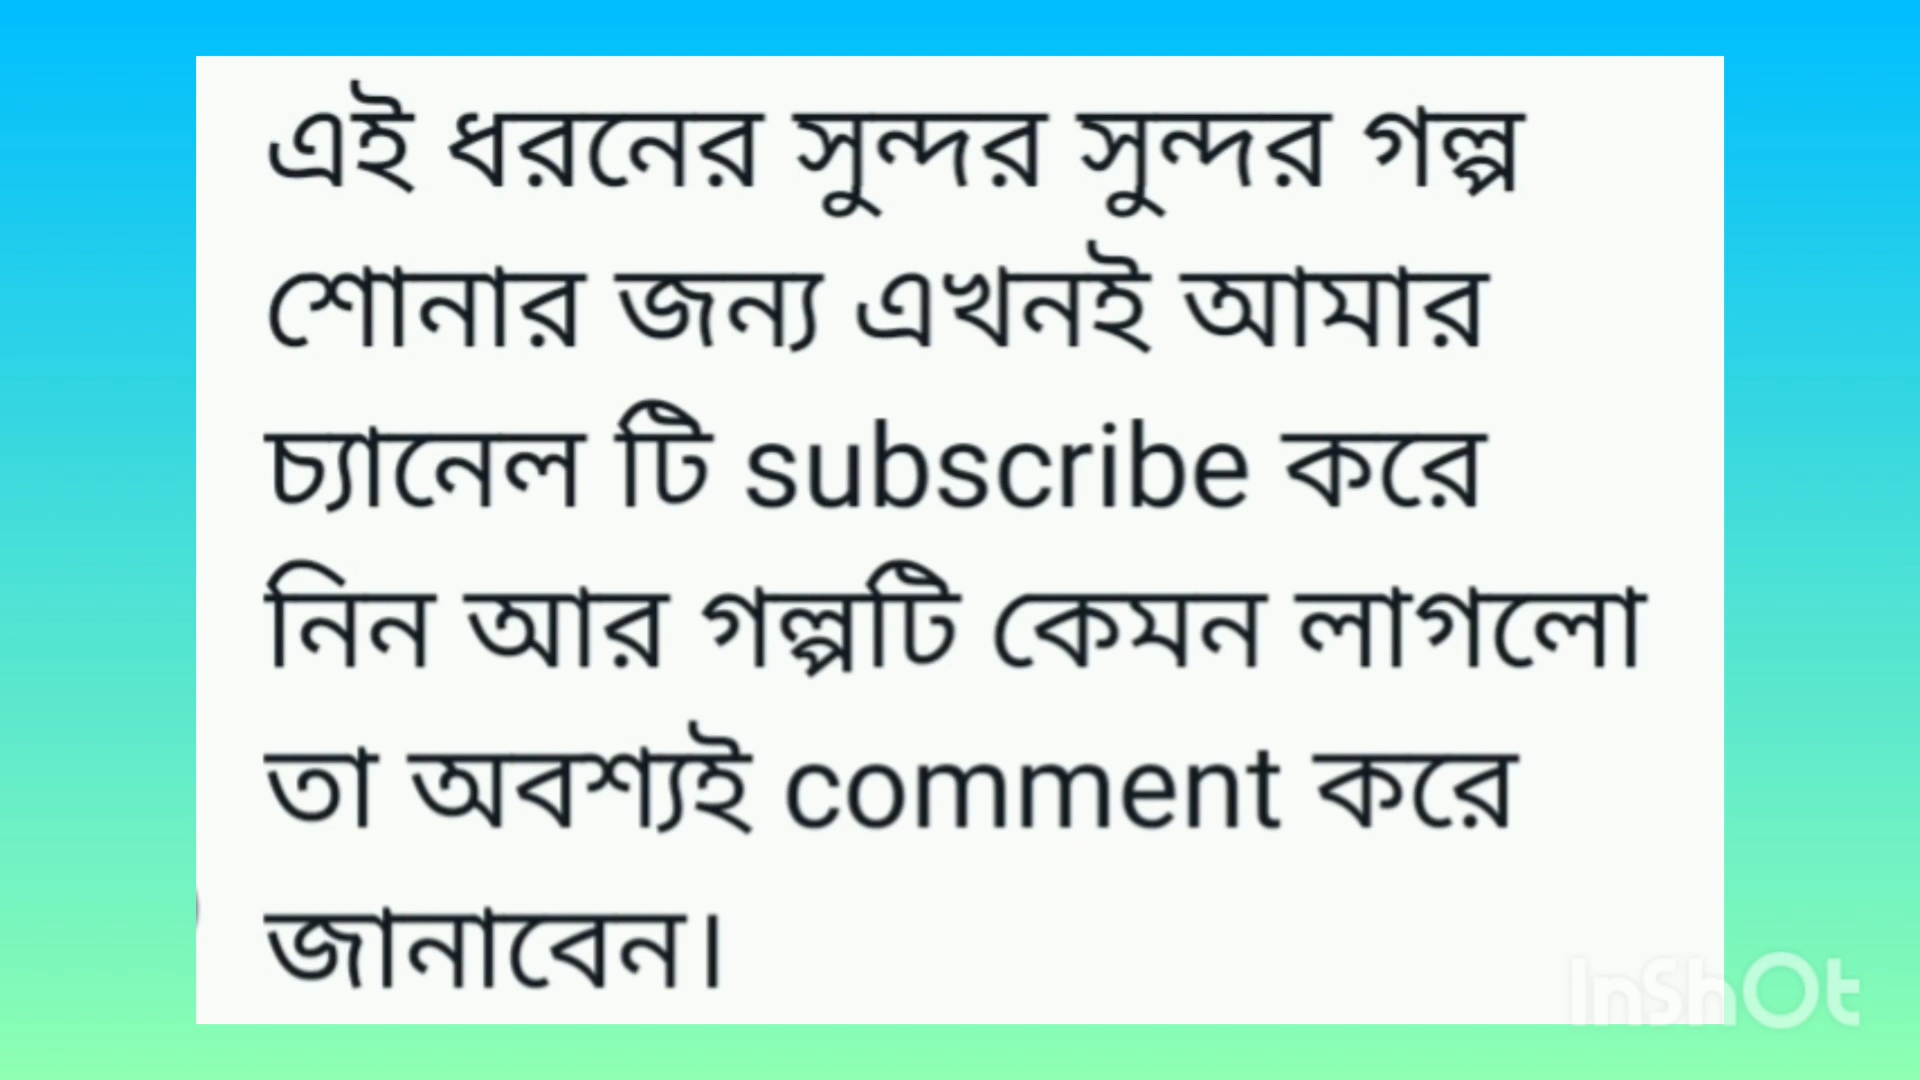 এই ধরনের সুন্দর সুন্দর গল্প
শোনার জন্য এখনই আমার
চ্যানেল টি subscribe করে
নিন আর গল্পটি কেমন লাগলো
তা অবশ্যই comment করে
জানাবেন।
InShOt